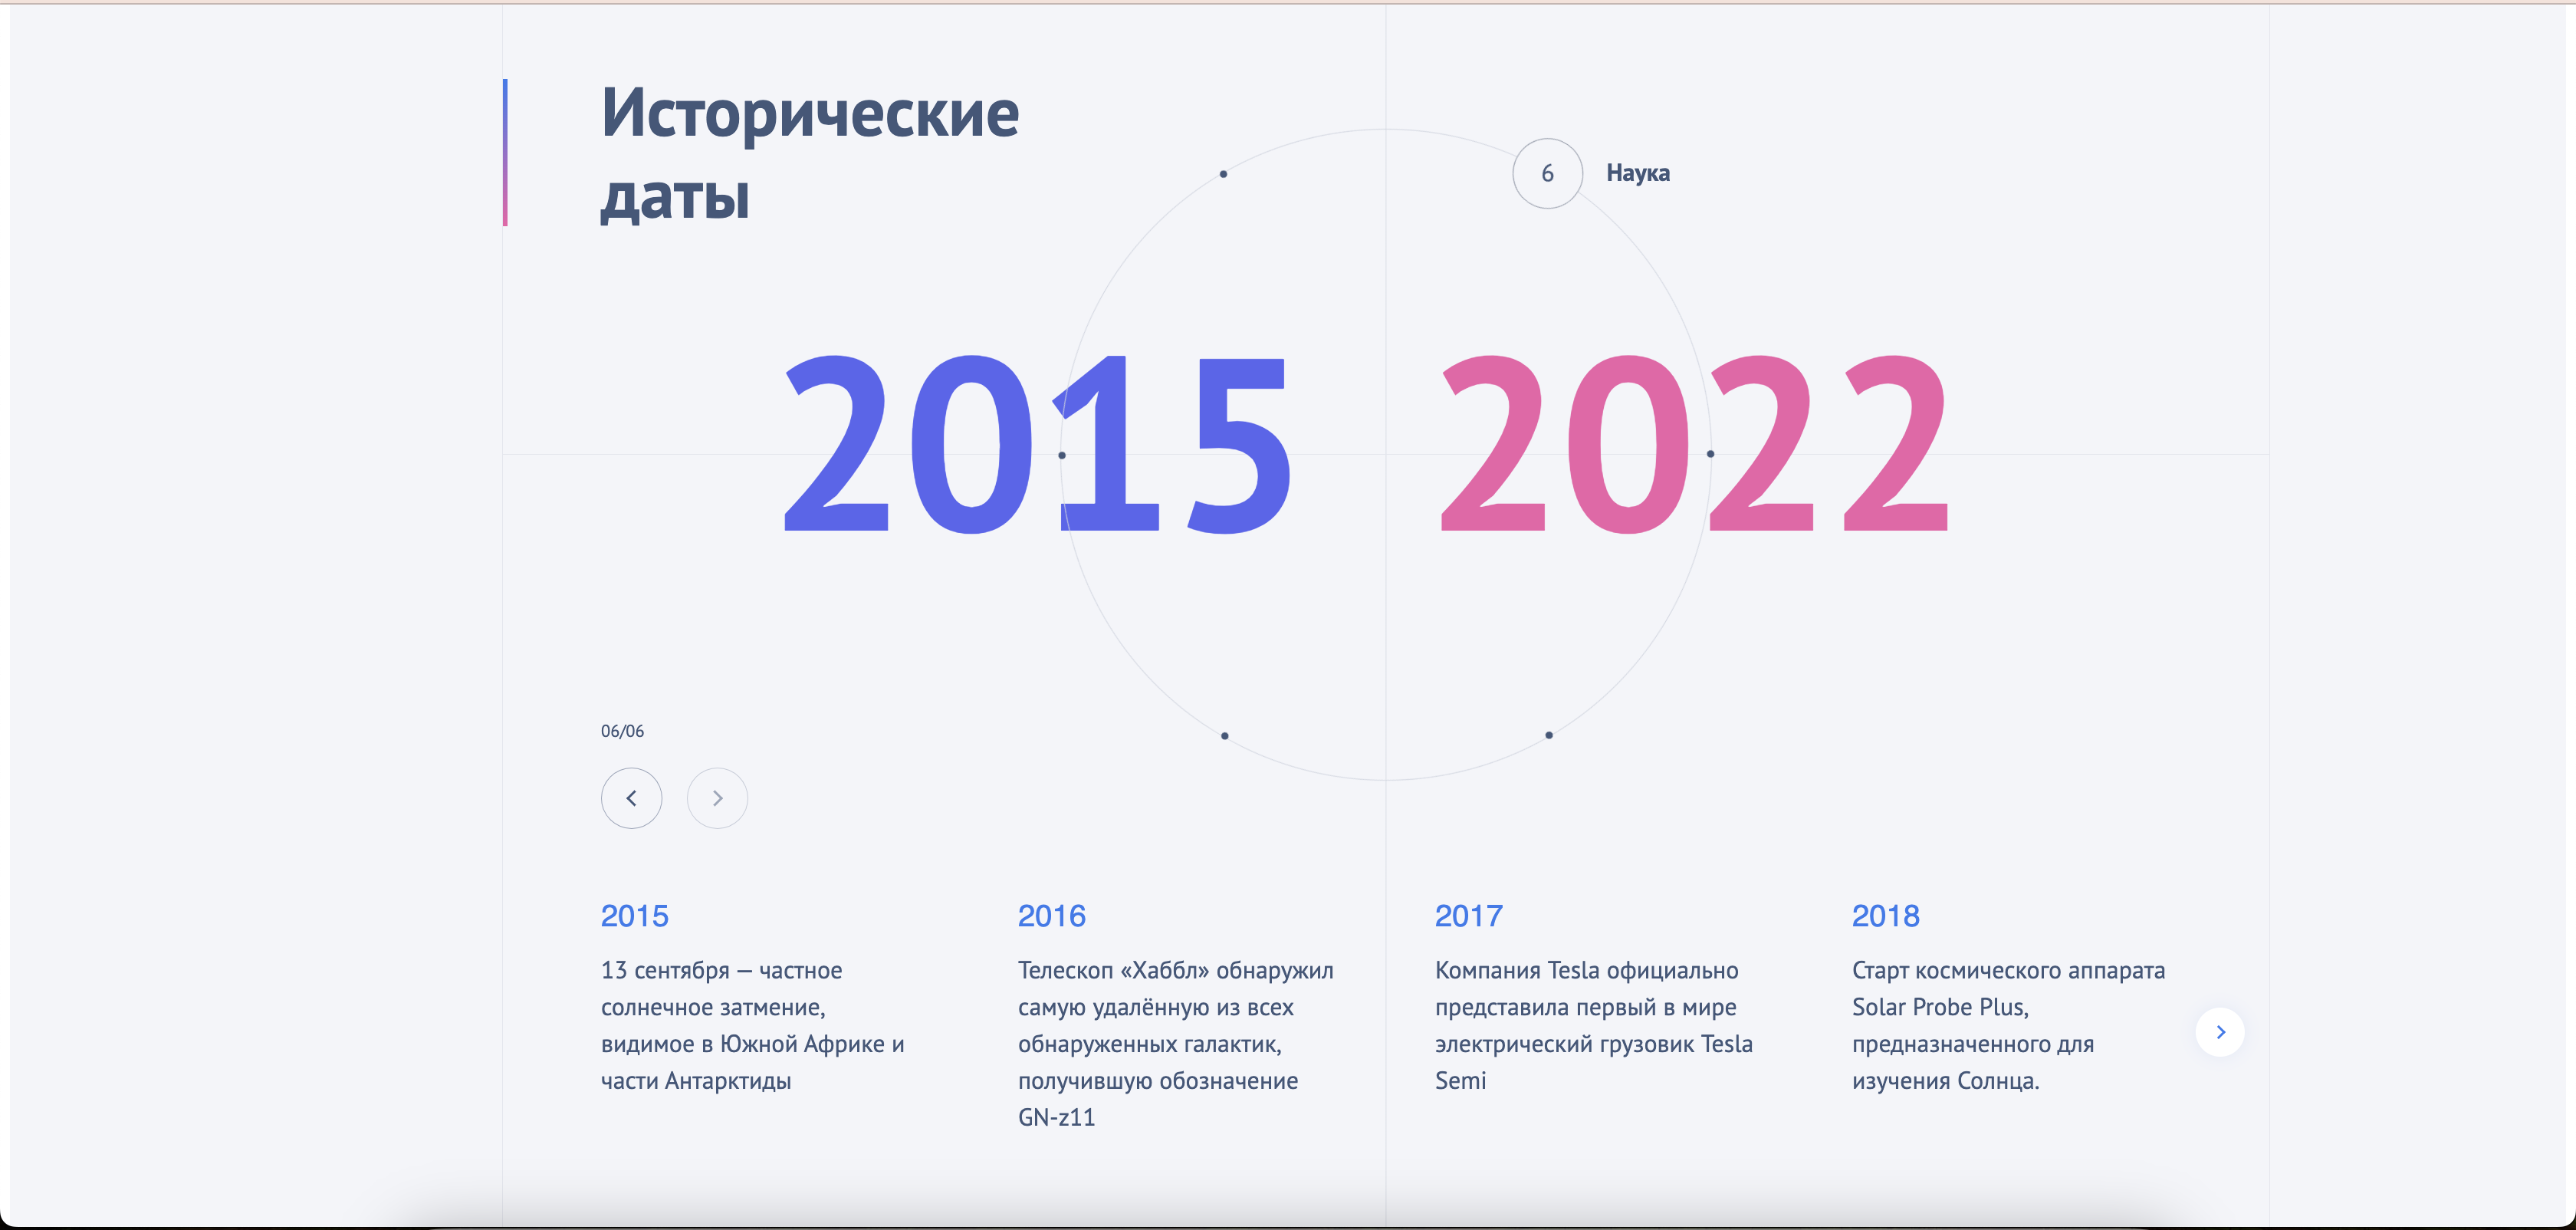 Исторические
даты
6 Наука
2015 2022
06/06
2015
13 сентября — частное
солнечное затмение,
видимое в Южной Африке и
части Антарктиды
2016
Телескоп «Хаббл» обнаружил
самую удалённую из всех
обнаруженных галактик,
получившую обозначение
GN-z11
2017
Компания Tesla официально
представила первый в мире
электрический грузовик Tesla
Semi
2018
Старт космического аппарата
Solar Probe Plus,
предназначенного для
изучения Солнца.